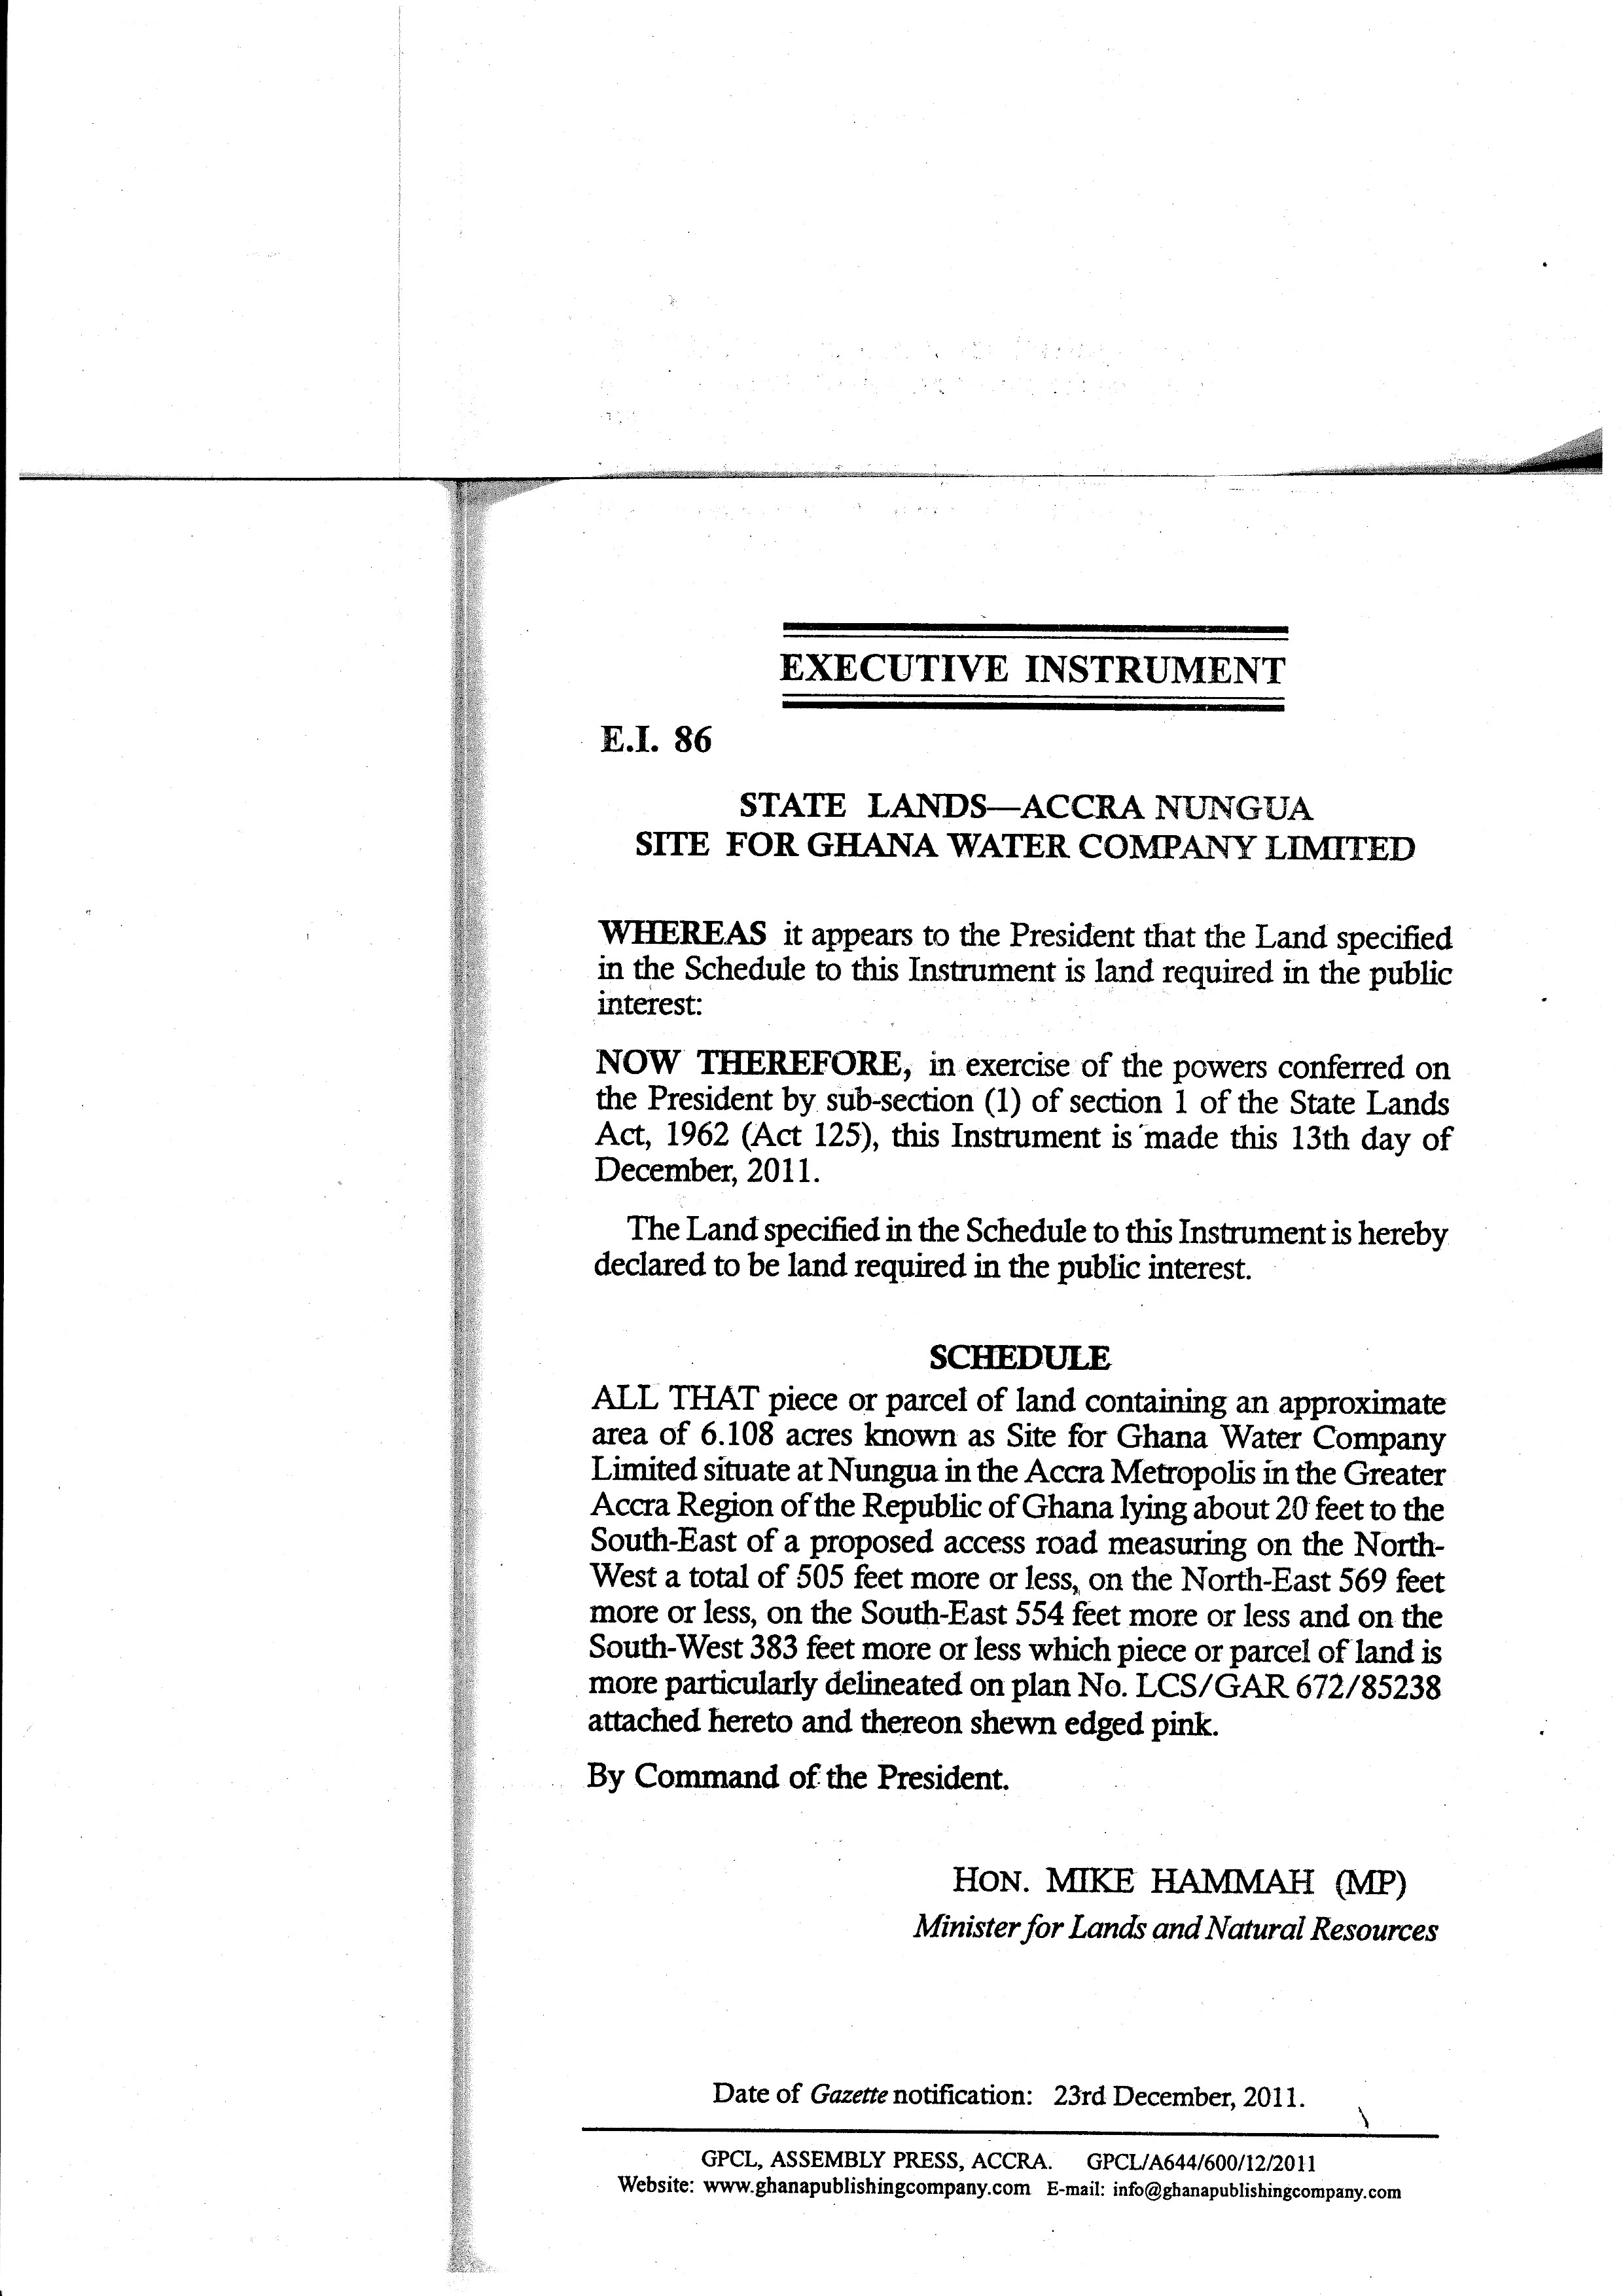 EXECUTIVE INSTRUMENT
E.I. 86
STATE LANDS—ACCRA NUNGUA
SITE FOR GHANA WATER COMPANY LIMITED
WHEREAS it appears to the President that the Land specified
in the Schedule to this Instrument is land required in the public
interest:
NOW THEREFORE, in exercise of the powers conferred on
the President by sub-section (1) of section 1 of the State Lands
Act, 1962 (Act 125), this Instrument is made this 13th day of
December, 2011.
The Land specified in the Schedule to this Instrument is hereby
declared to be land required in the public interest.
SCHEDULE
ALL THAT piece or parcel of land containing an approximate
area of 6.108 acres known as Site for Ghana Water Company
Limited situate at Nungua in the Accra Metropolis in the Greater
Accra Region of the Republic of Ghana lying about 20 feet to the
South-East of a proposed access road measuring on the North-
West a total of 505 feet more or less, on the North-East 569 feet
more or less, on the South-East 554 feet more or less and on the
South-West 383 feet more or less which piece or parcel of land is
more particularly delineated on plan No. LCS/GAR 672/85238
attached hereto and thereon shewn edged pink.
By Command of the President.
HON. MIKE HAMMAH (MP)
Minister for Lands and Natural Resources
Date of Gazette notification: 23rd December, 2011.
GPCL, ASSEMBLY PRESS, ACCRA. GPCL/A644/600/12/2011
Website: www.ghanapublishingcompany.com E-mail: info@ghanapublishingcompany.com